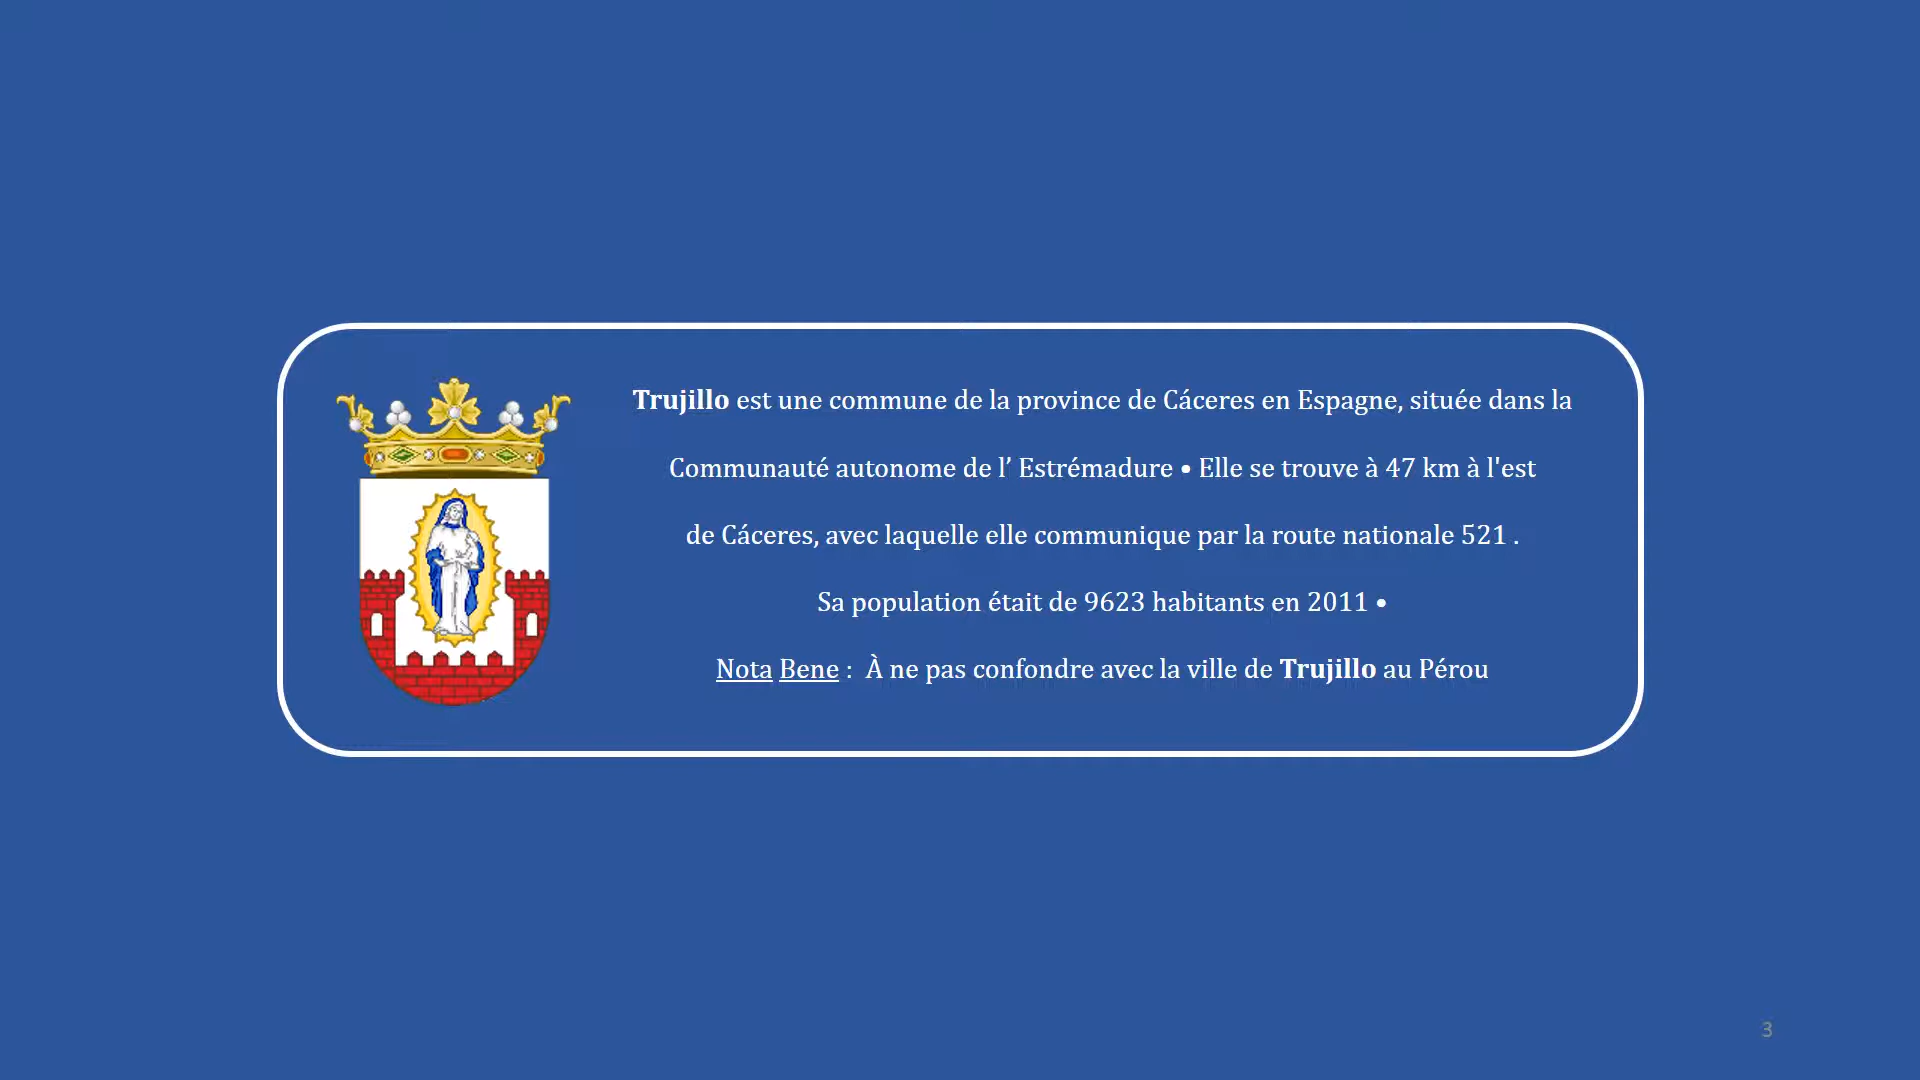 Trujillo est une commune de la province de Cáceres en Espagne, située dans la
Communauté autonome de l’ Estrémadure • Elle se trouve à 47 km à l'est
de Cáceres, avec laquelle elle communique par la route nationale 521 .
Sa population était de 9623 habitants en 2011 •
Nota Bene :  À ne pas confondre avec la ville de Trujillo au Pérou
3